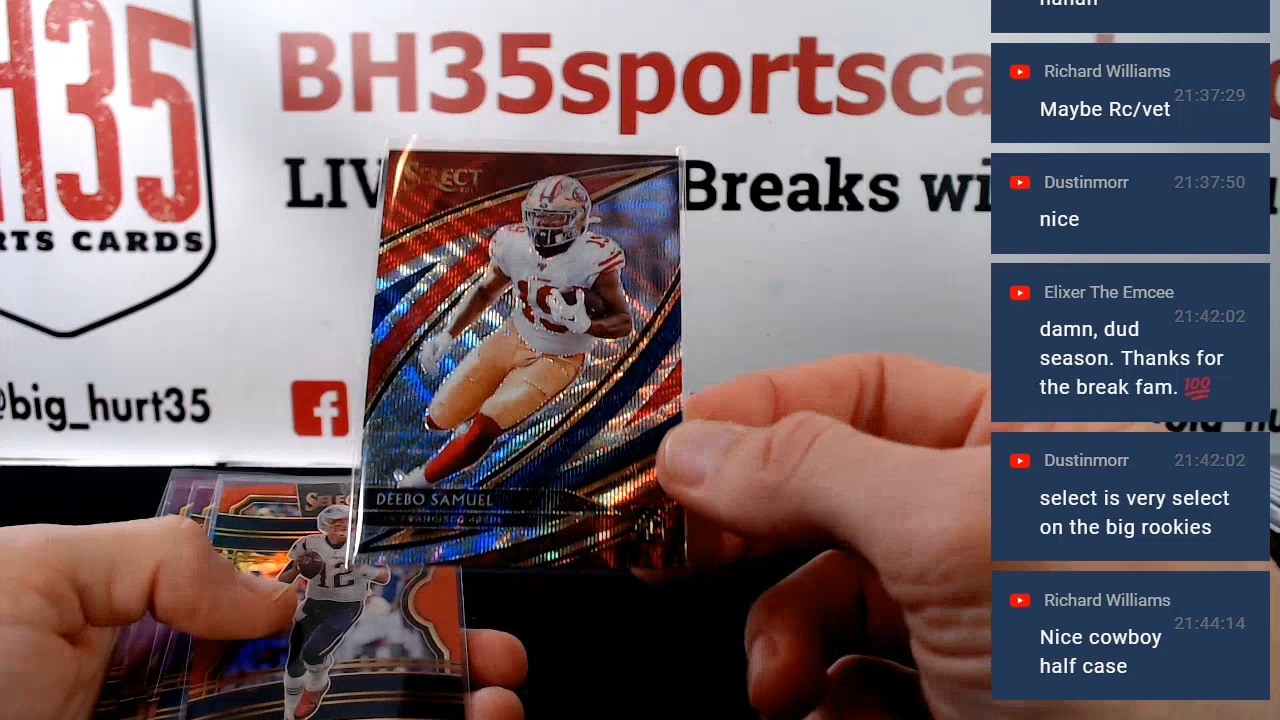 H35
RTS CARDS
@big_hurt35
BH35sportsca
LIV
Breaks wi
SELECT
19
DEEBO SAMUEL
SELEC
12
Richard Williams
21:37:29
Maybe Rc/vet
Dustinmorr 21:37:50
nice
Elixer The Emcee
21:42:02
damn, dud
season. Thanks for
the break fam. 💯
Dustinmorr 21:42:02
select is very select
on the big rookies
Richard Williams
21:44:14
Nice cowboy
half case